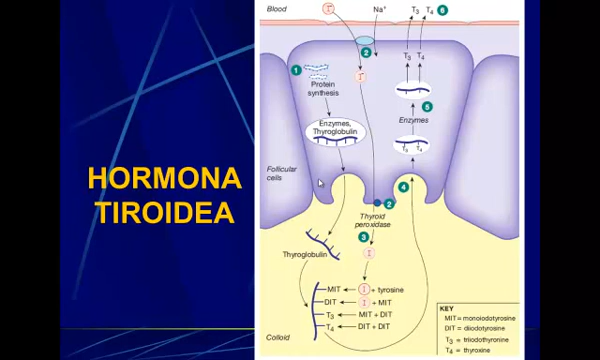 HORMONA
TIROIDEA
Blood
I⁻
Na⁺
T₃ T₄ 6
2
1
I⁻
T₃ T₄
Protein
synthesis
5
Enzymes,
Thyroglobulin
Enzymes
T₃ T₄
Follicular
cells
4
2
Thyroid
peroxidase
3
I
Thyroglobulin
MIT I + tyrosine
DIT I + MIT
T₃ MIT + DIT
T₄ DIT + DIT
Colloid
KEY
MIT = monoiodotyrosine
DIT = diiodotyrosine
T₃ = triiodothyronine
T₄ = thyroxine